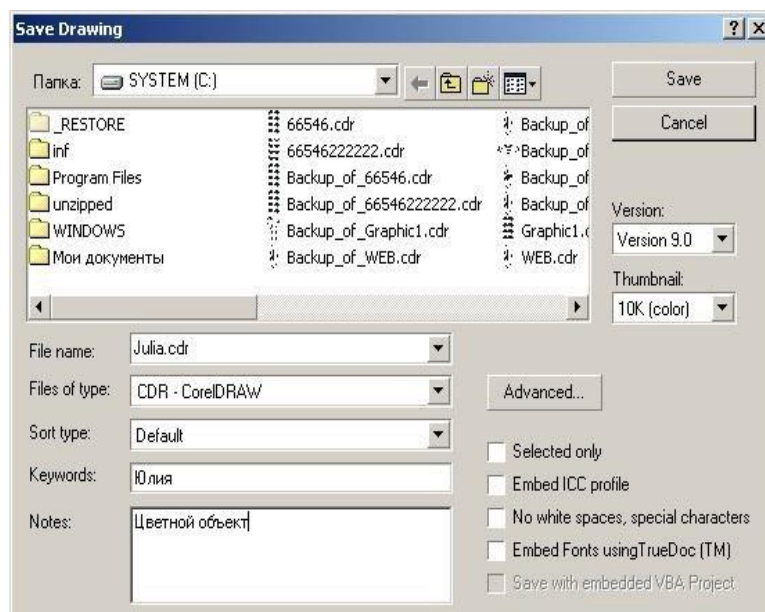 Save Drawing
Папка: SYSTEM (C:)
Save
Cancel
_RESTORE
inf
Program Files
unzipped
WINDOWS
Мои документы
66546.cdr
66546222222.cdr
Backup_of_66546.cdr
Backup_of_66546222222.cdr
Backup_of_Graphic1.cdr
Backup_of_WEB.cdr
Backup_of
Backup_of
Backup_of
Backup_of
Graphic1.c
WEB.cdr
Version:
Version 9.0
Thumbnail:
10K (color)
File name: Julia.cdr
Files of type: CDR - CorelDRAW
Advanced...
Sort type: Default
Keywords: Юлия
Notes: Цветной объект
Selected only
Embed ICC profile
No white spaces, special characters
Embed Fonts usingTrueDoc (TM)
Save with embedded VBA Project